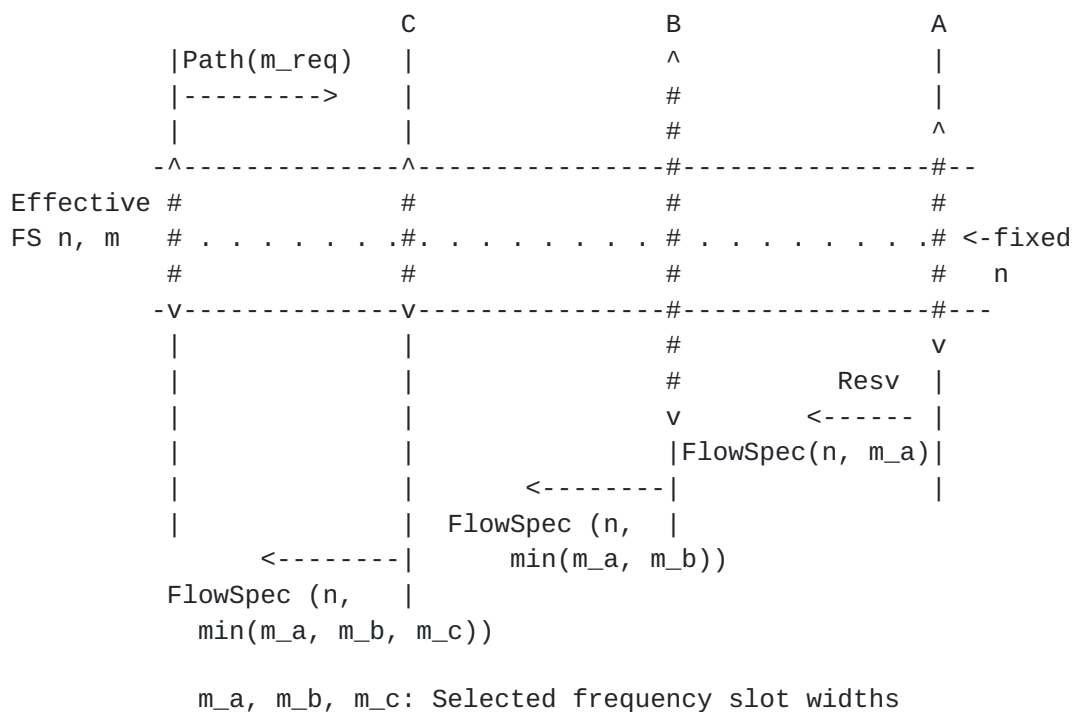 C                B                A
          |Path(m_req)   |                ^                |
          |--------->    |                #                |
          |              |                #                ^
         -^--------------^----------------#----------------#--
Effective #              #                #                #
FS n, m   # . . . . . . .#. . . . . . . . # . . . . . . . .# <-fixed
          #              #                #                #   n
         -v--------------v----------------#----------------#---
          |              |                #                v
          |              |                #          Resv  |
          |              |                v        <------ |
          |              |                |FlowSpec(n, m_a)|
          |              |       <--------|                |
          |              |  FlowSpec (n,  |
                <--------|      min(m_a, m_b))
          FlowSpec (n,   |
            min(m_a, m_b, m_c))
            m_a, m_b, m_c: Selected frequency slot widths